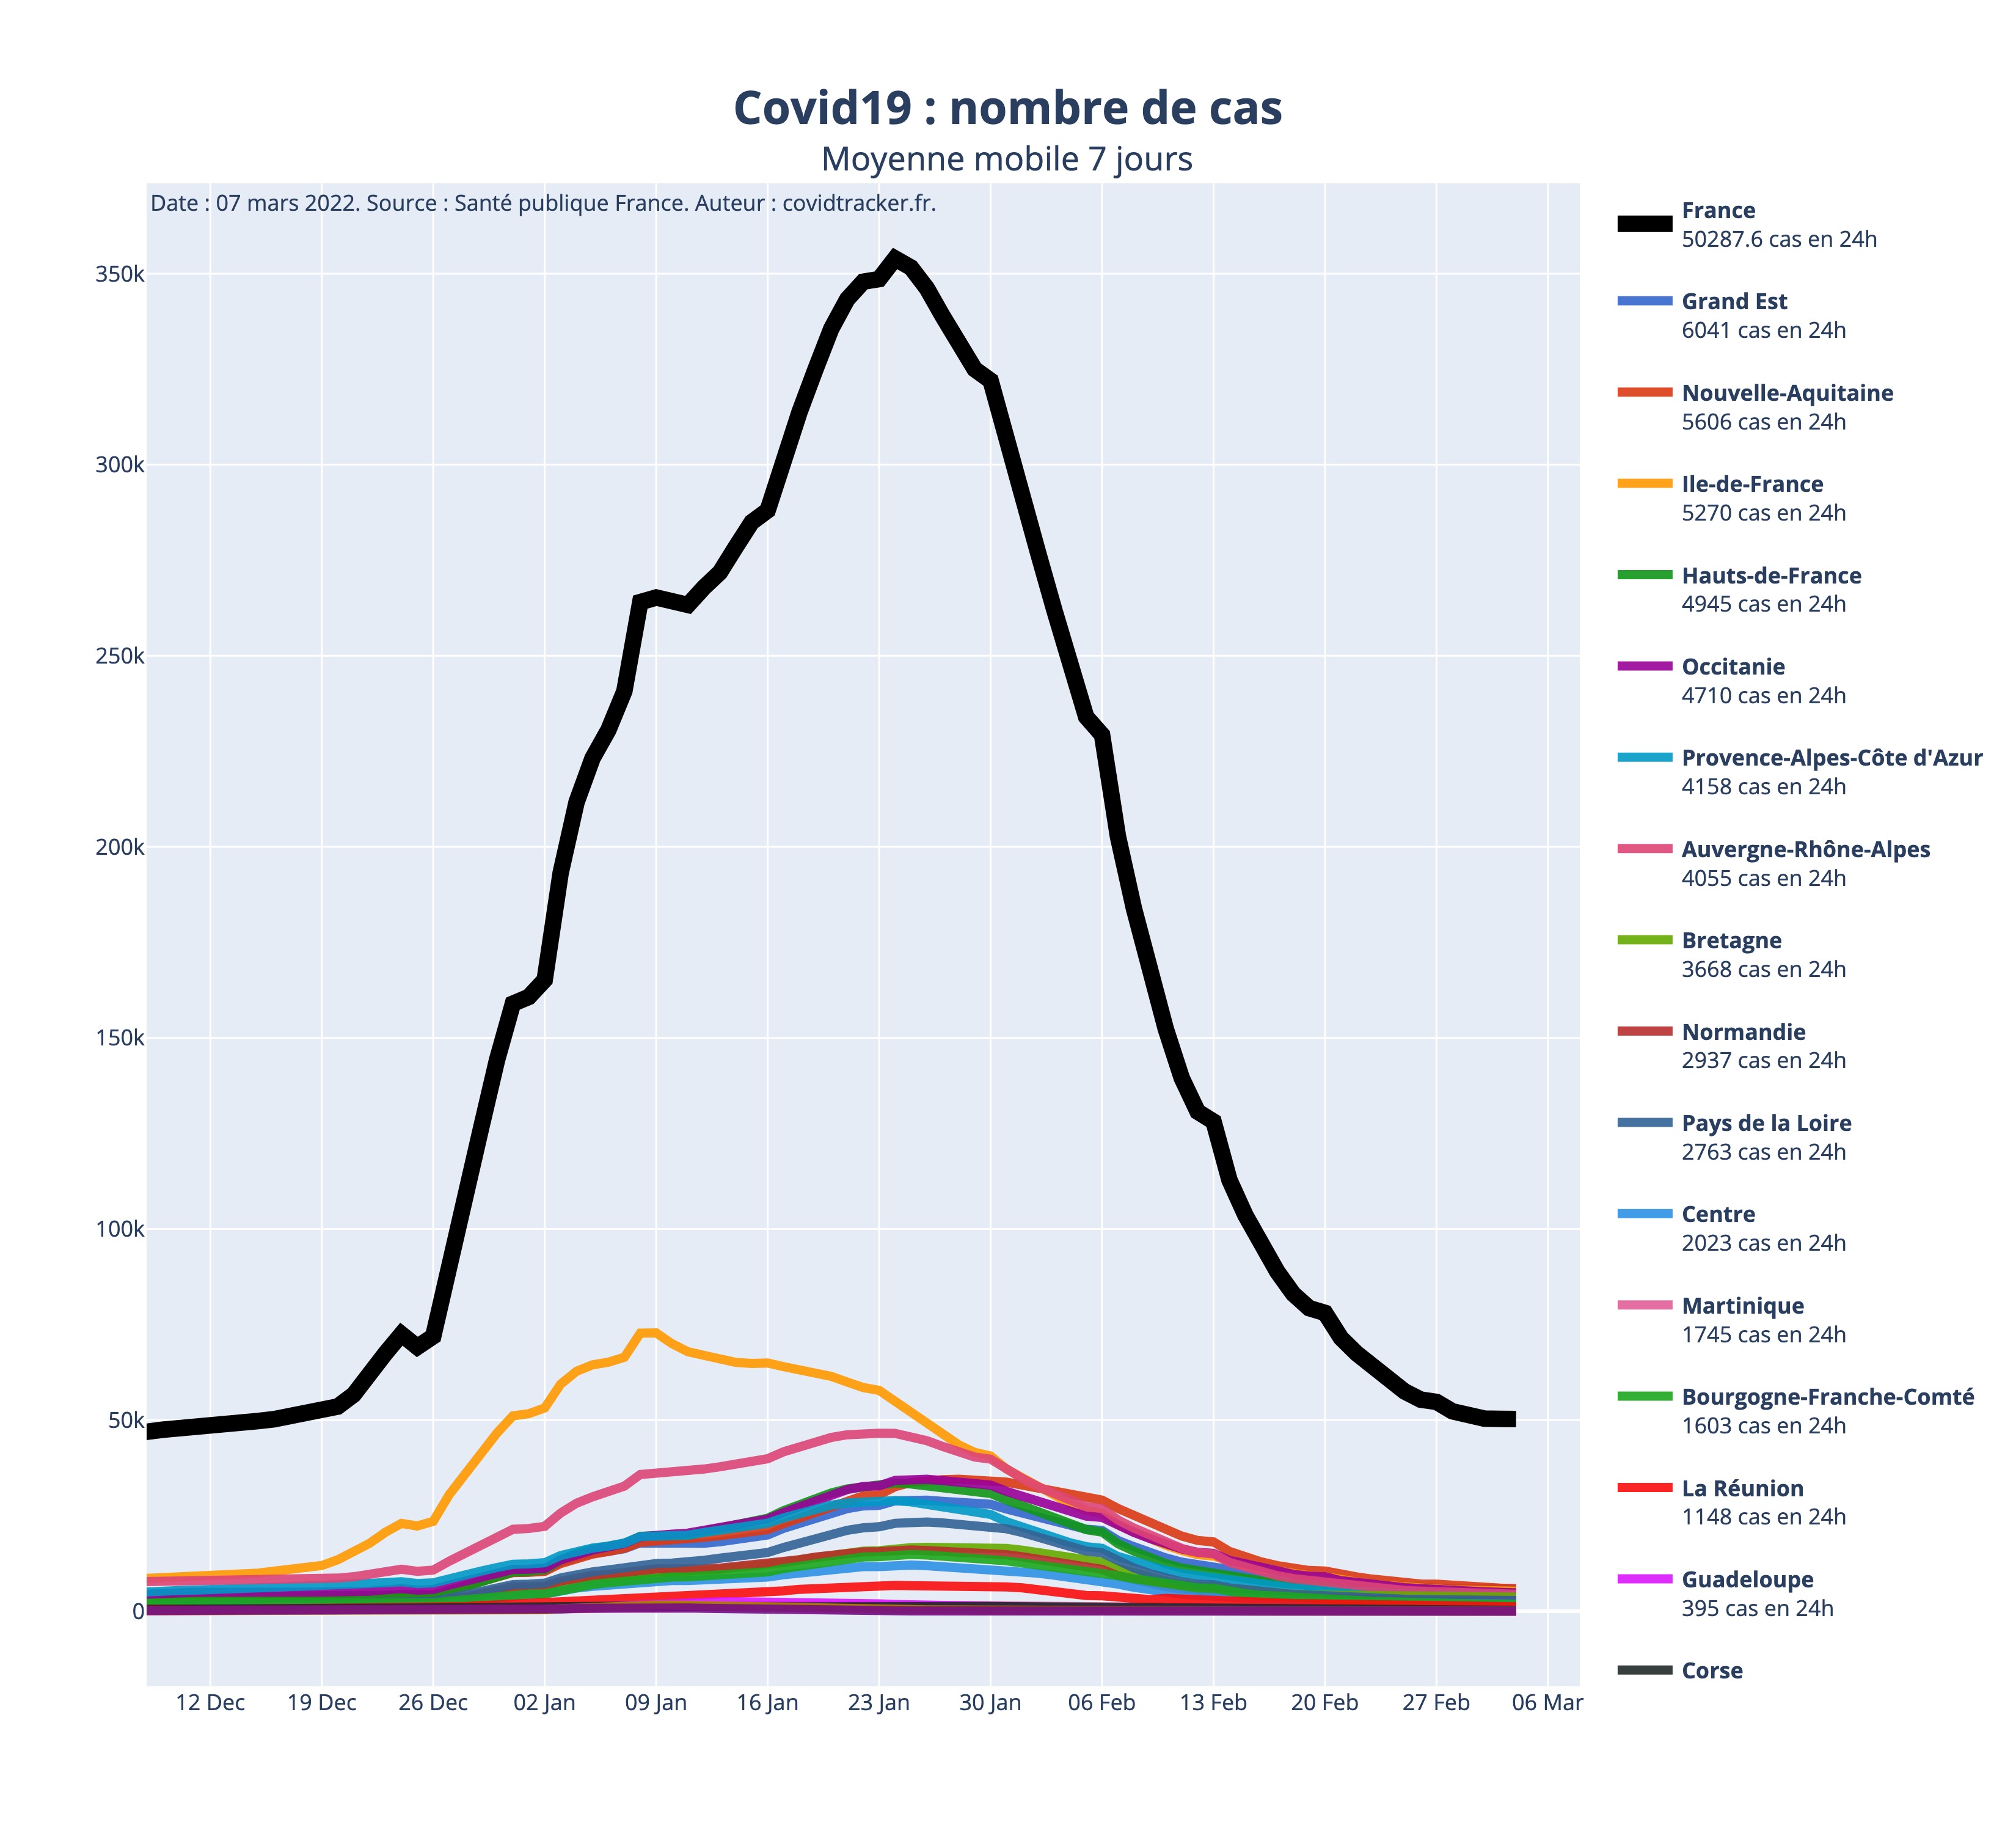 Covid19 : nombre de cas
Moyenne mobile 7 jours
Date : 07 mars 2022. Source : Santé publique France. Auteur : covidtracker.fr.
350k
300k
250k
200k
150k
100k
50k
0
12 Dec 19 Dec 26 Dec 02 Jan 09 Jan 16 Jan 23 Jan 30 Jan 06 Feb 13 Feb 20 Feb 27 Feb 06 Mar
France
50287.6 cas en 24h
Grand Est
6041 cas en 24h
Nouvelle-Aquitaine
5606 cas en 24h
Ile-de-France
5270 cas en 24h
Hauts-de-France
4945 cas en 24h
Occitanie
4710 cas en 24h
Provence-Alpes-Côte d'Azur
4158 cas en 24h
Auvergne-Rhône-Alpes
4055 cas en 24h
Bretagne
3668 cas en 24h
Normandie
2937 cas en 24h
Pays de la Loire
2763 cas en 24h
Centre
2023 cas en 24h
Martinique
1745 cas en 24h
Bourgogne-Franche-Comté
1603 cas en 24h
La Réunion
1148 cas en 24h
Guadeloupe
395 cas en 24h
Corse